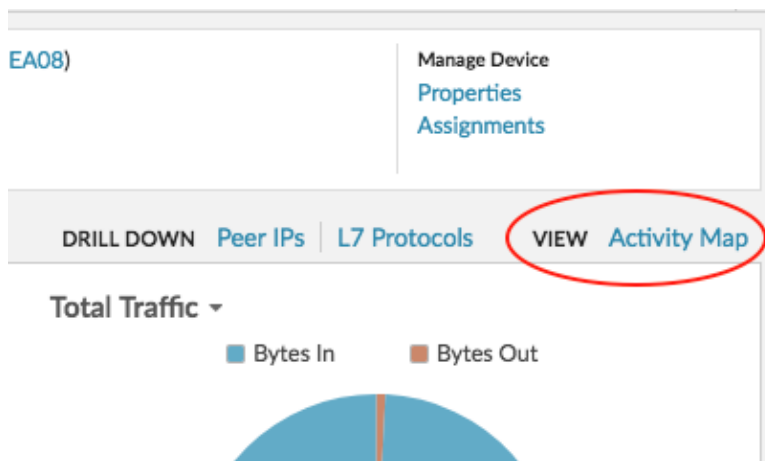 EA08)
Manage Device
Properties
Assignments
DRILL DOWN Peer IPs L7 Protocols VIEW Activity Map
Total Traffic
Bytes In Bytes Out